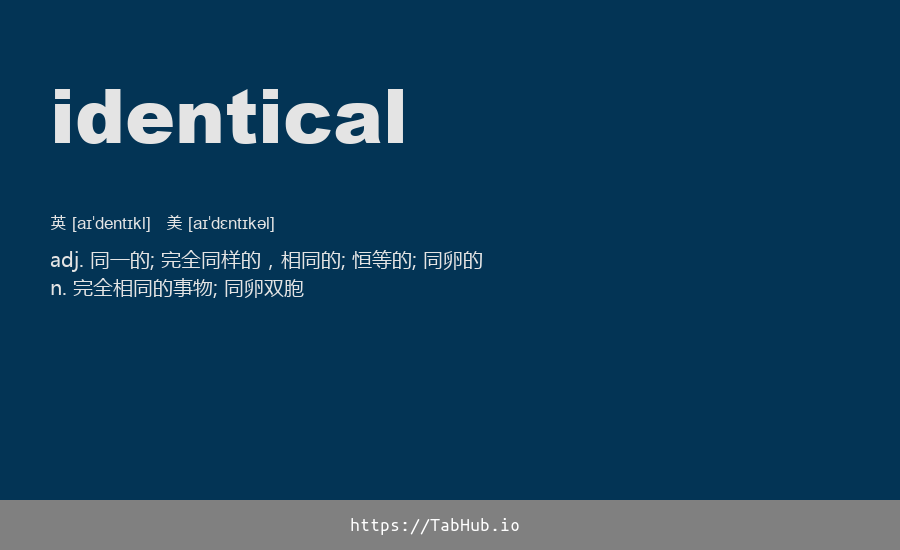 identical
英 [aɪˈdentɪkl] 美 [aɪˈdɛntɪkəl]
adj. 同一的; 完全同样的，相同的; 恒等的; 同卵的
n. 完全相同的事物; 同卵双胞
https://TabHub.io